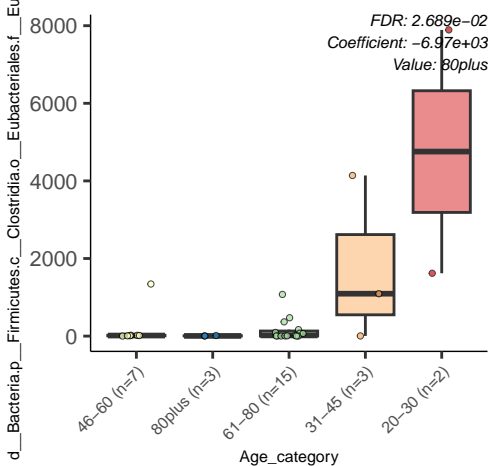 FDR: 2.689e−02
Coefficient: −6.97e+03
Value: 80plus
d__Bacteria.p__Firmicutes.c__Clostridia.o__Eubacteriales.f__Eu
8000
6000
4000
2000
0
46−60 (n=7)
80plus (n=3)
61−80 (n=15)
31−45 (n=3)
20−30 (n=2)
Age_category